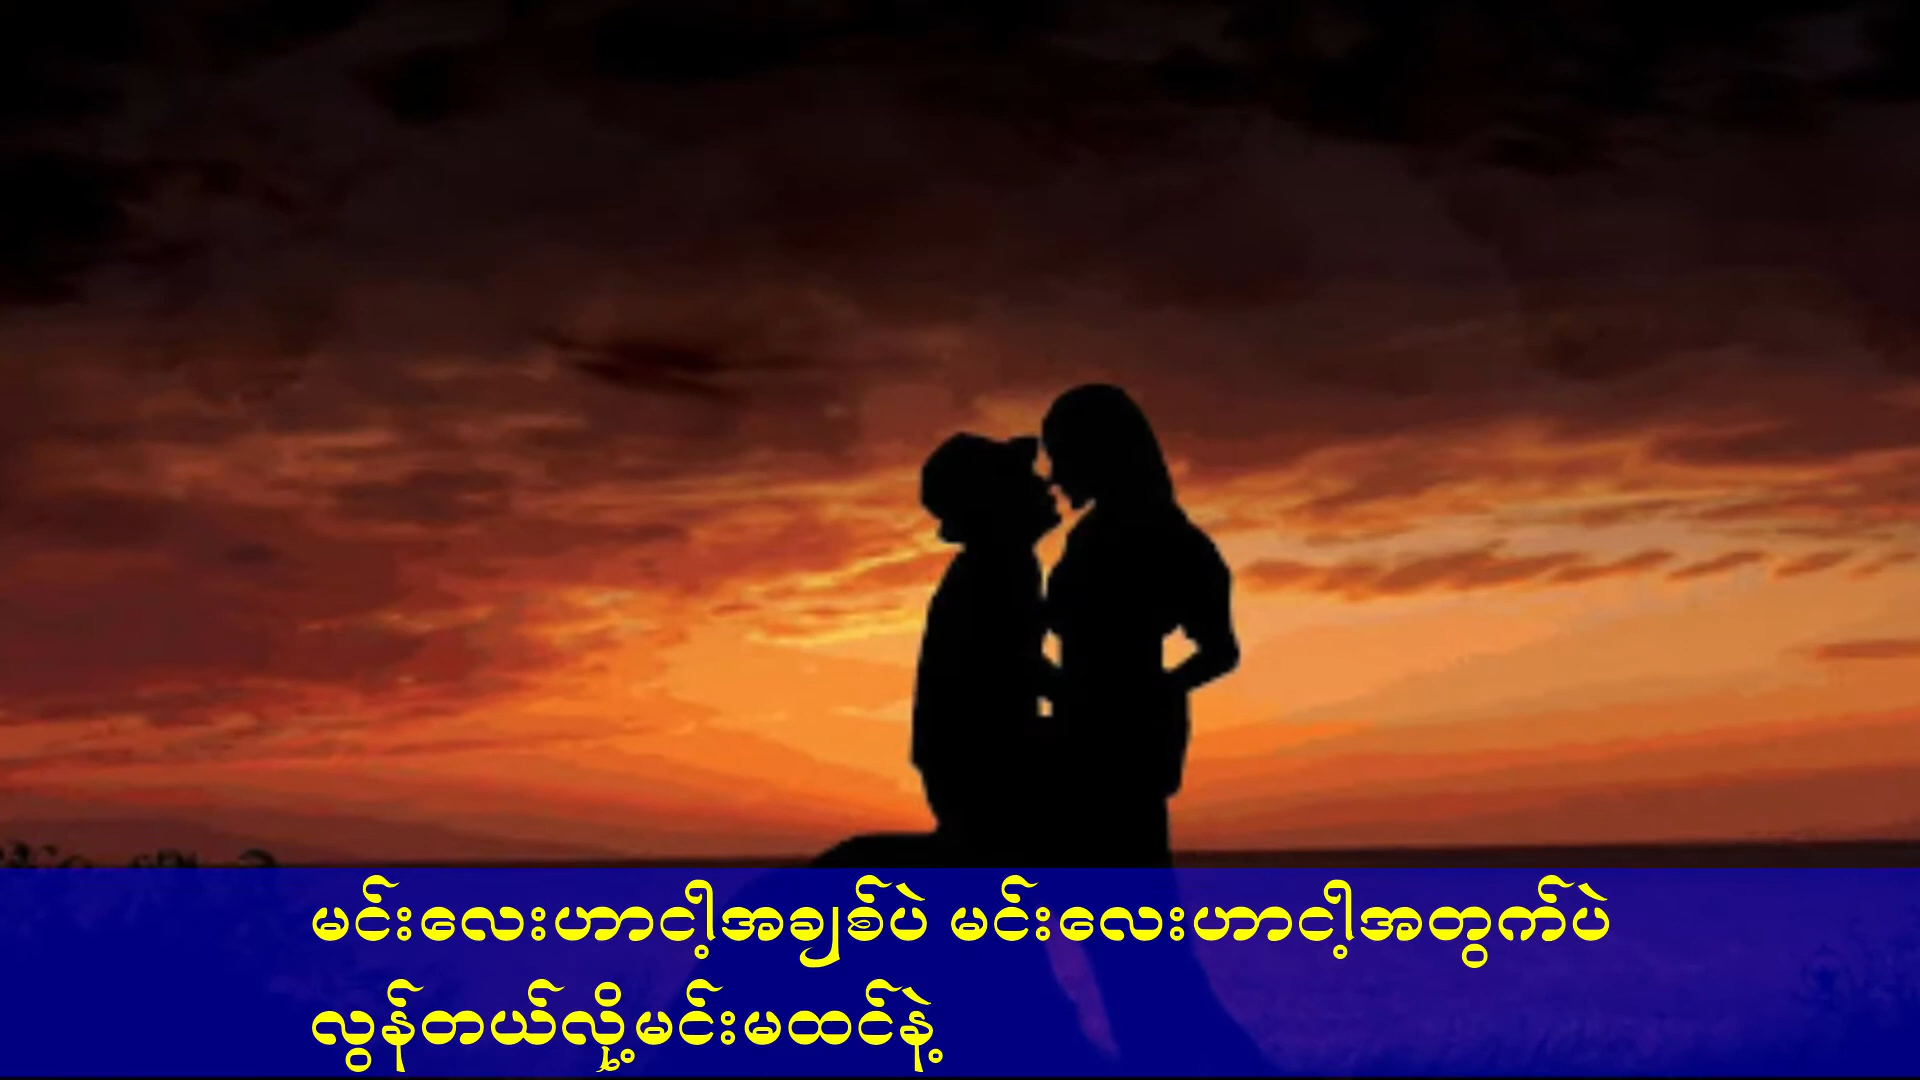 မင်းလေးဟာငါ့အချစ်ပဲ မင်းလေးဟာငါ့အတွက်ပဲ
လွန်တယ်လို့မင်းမထင်နဲ့